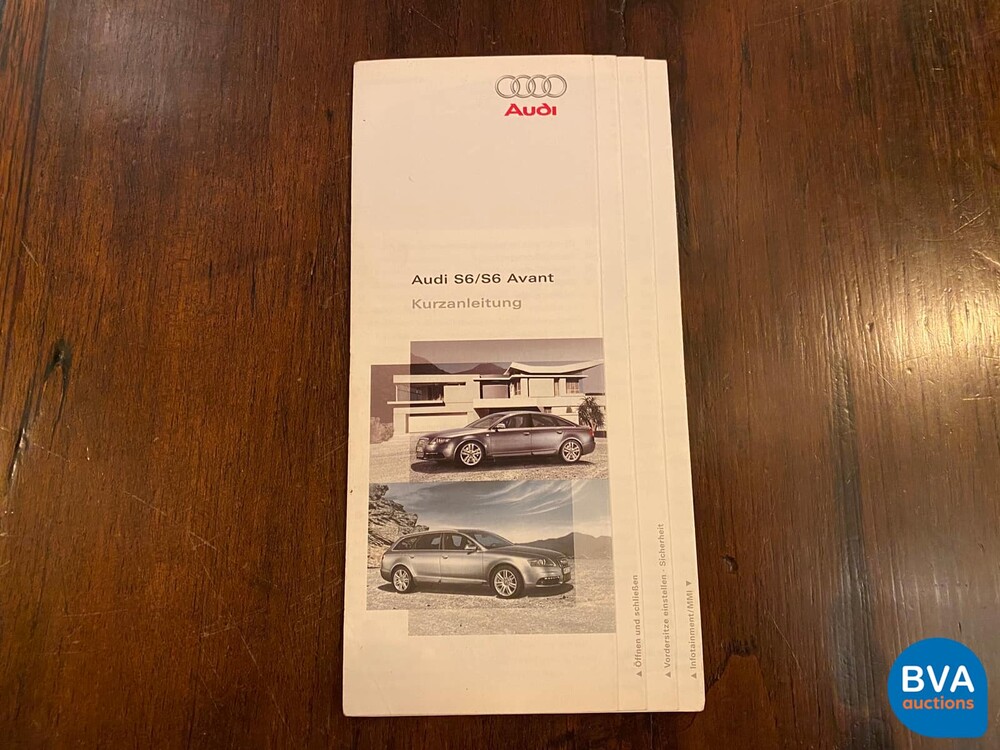 Audi
Audi S6/S6 Avant
Kurzanleitung
▲ Öffnen und schließen
▲ Vordersitze einstellen · Sicherheit
▲ Infotainment/MMI ▼
BVA
auctions